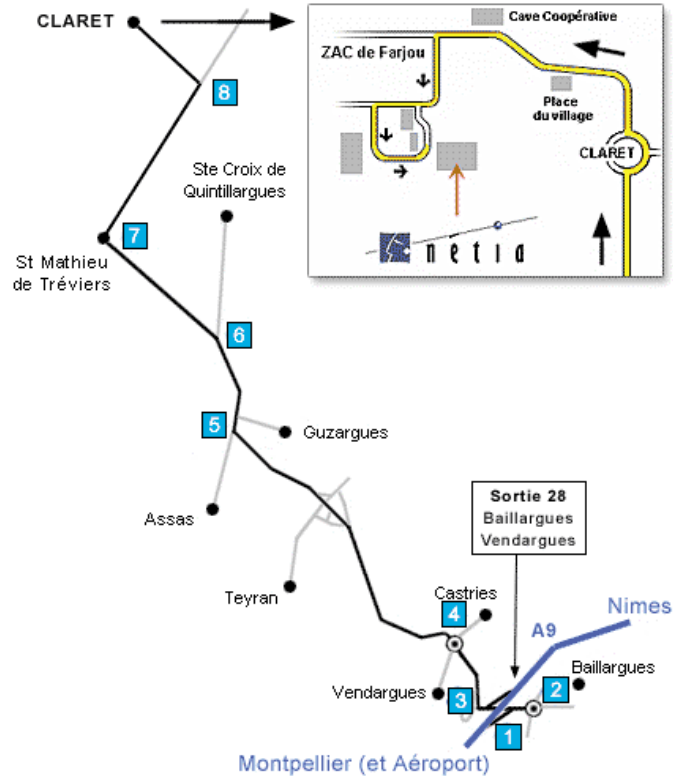 CLARET
8
Cave Coopérative
ZAC de Farjou
Place
du village
CLARET
nétia
Ste Croix de
Quintillargues
7
St Mathieu
de Tréviers
6
5
Guzargues
Assas
Sortie 28
Baillargues
Vendargues
Teyran
Castries
4
Nimes
A9
Baillargues
Vendargues
3
2
1
Montpellier (et Aéroport)